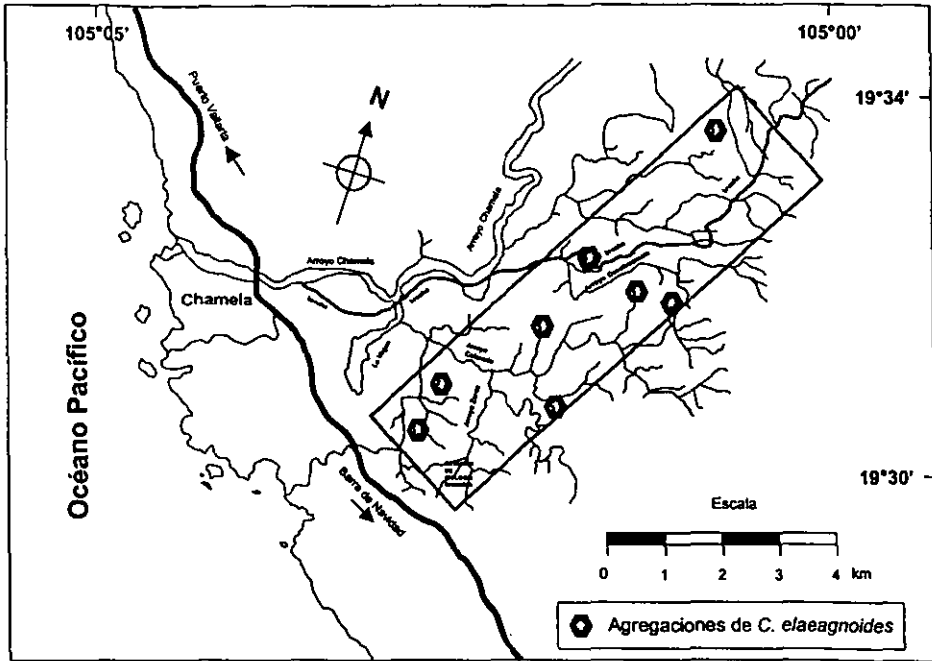 105°05'
105°00'
19°34'
Puerto Vallarta
N
Arroyo Chamela
Arroyo Chamela
Chamela
Océano Pacífico
Barra de Navidad
19°30'
Escala
0 1 2 3 4 km
Agregaciones de C. elaeagnoides